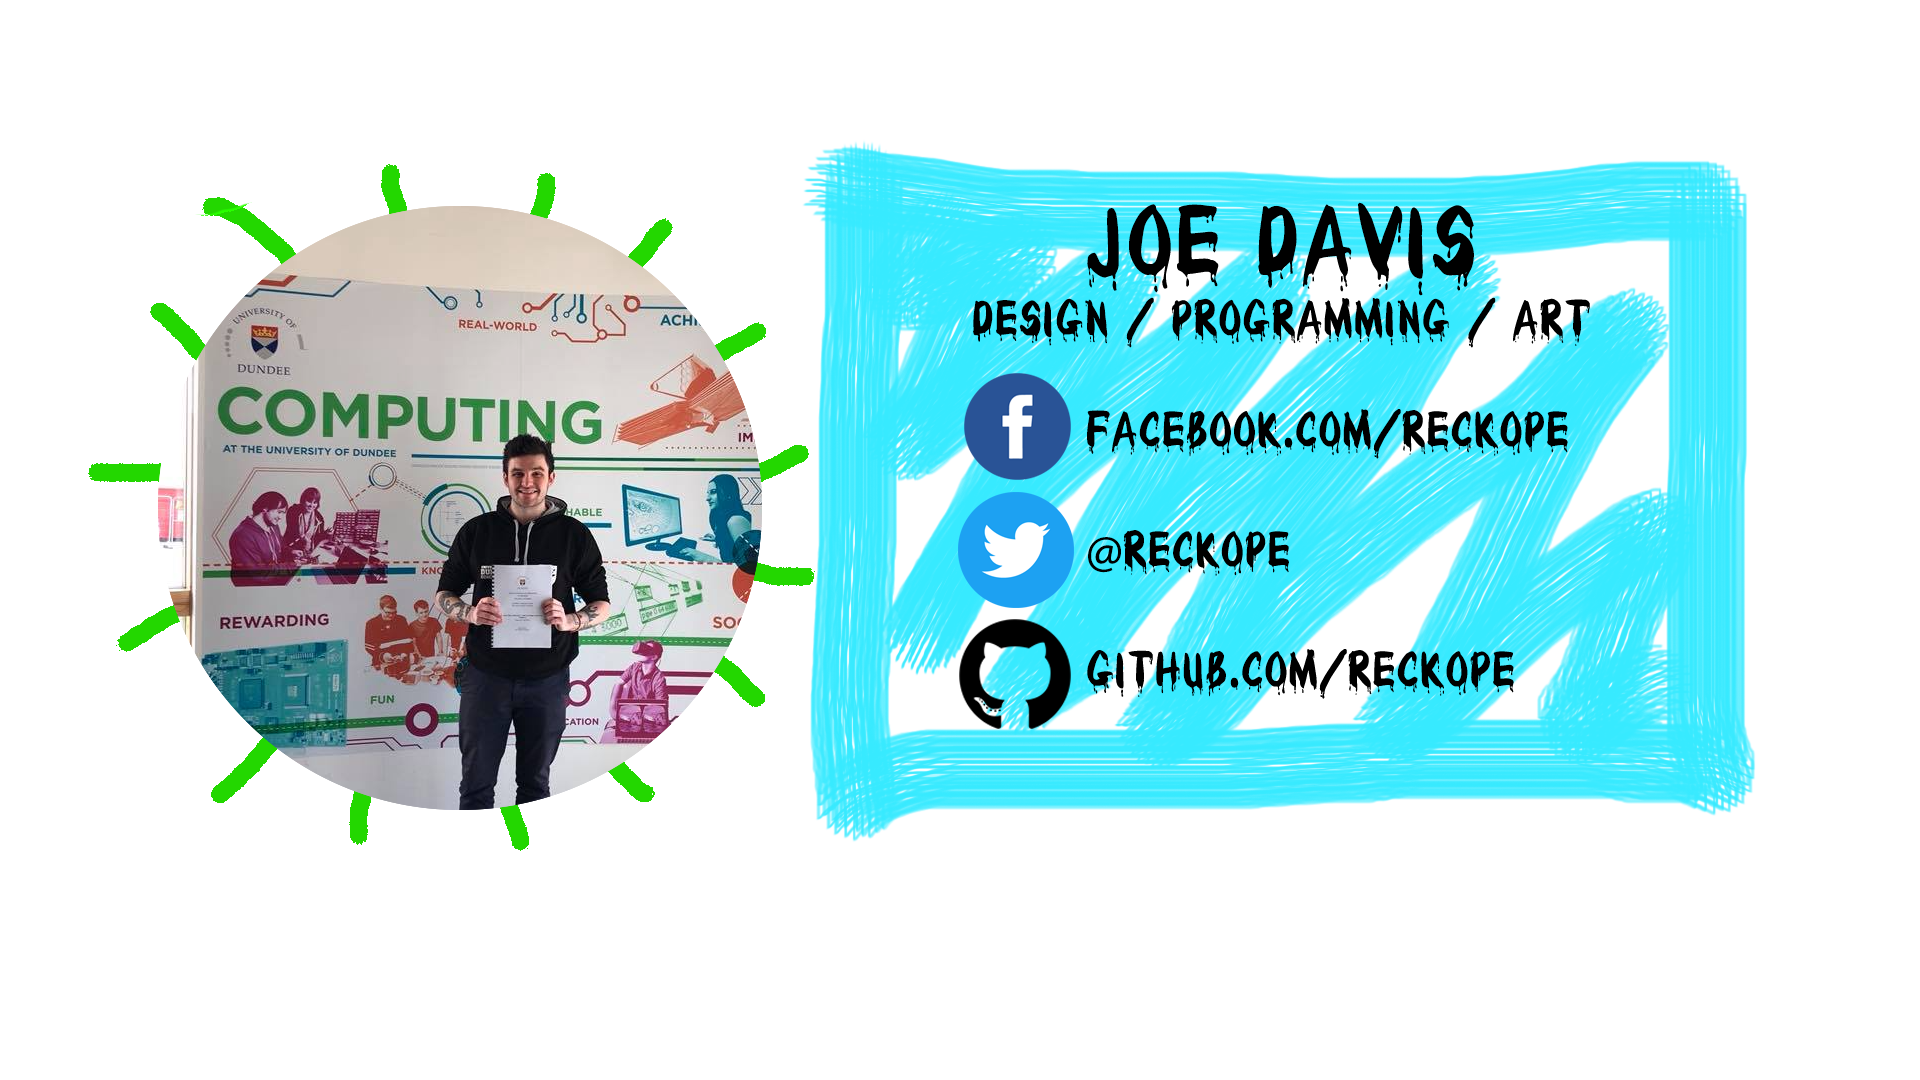 JOE DAVIS
DESIGN / PROGRAMMING / ART
FACEBOOK.COM/RECKOPE
@RECKOPE
GITHUB.COM/RECKOPE
REAL-WORLD
UNIVERSITY OF
DUNDEE
COMPUTING
AT THE UNIVERSITY OF DUNDEE
REWARDING
FUN